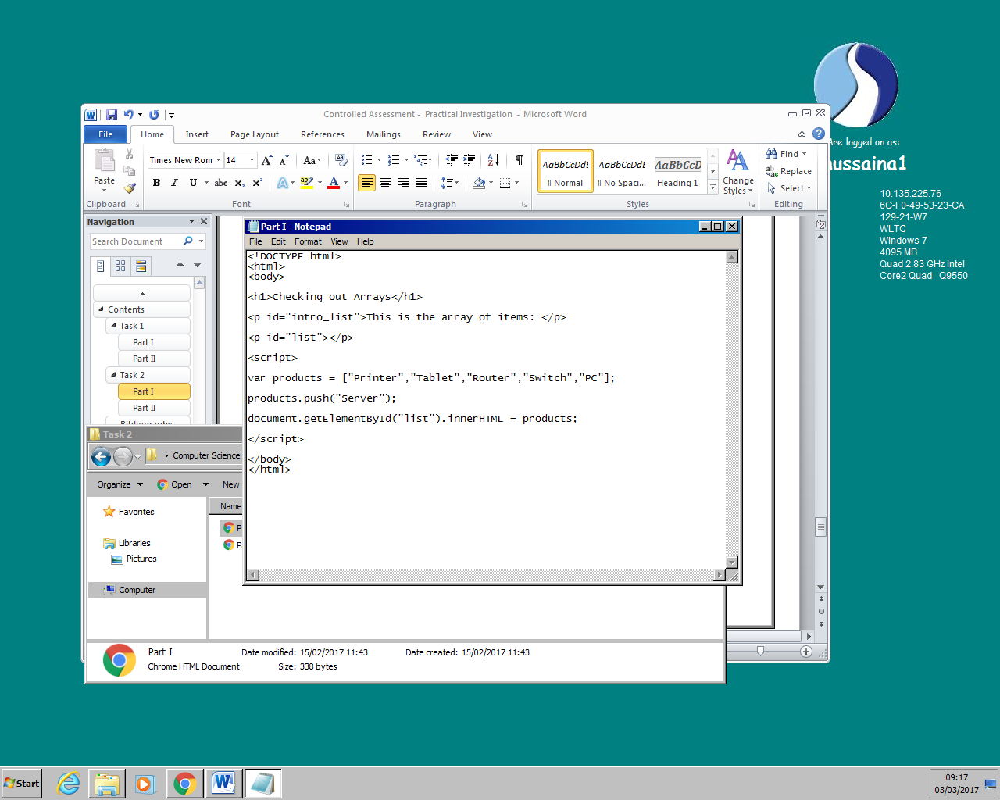 Controlled Assessment - Practical Investigation - Microsoft Word
File Home Insert Page Layout References Mailings Review View
Times New Rom 14 Aa
Paste
B I U abc x₂ x²
AaBbCcDdI AaBbCcDdI AaBbCcD
¶ Normal ¶ No Spaci... Heading 1
Change Styles
Find
Replace
Select
Clipboard Font Paragraph Styles Editing
Are logged on as:
hussaina1
10.135.225.76
6C-F0-49-53-23-CA
129-21-W7
WLTC
Windows 7
4095 MB
Quad 2.83 GHz Intel
Core2 Quad Q9550
Navigation
Search Document
Contents
Task 1
Part I
Part II
Task 2
Part I
Part II
Bibliography
Part I - Notepad
File Edit Format View Help
<!DOCTYPE html>
<html>
<body>
<h1>Checking out Arrays</h1>
<p id="intro_list">This is the array of items: </p>
<p id="list"></p>
<script>
var products = ["Printer","Tablet","Router","Switch","PC"];
products.push("Server");
document.getElementById("list").innerHTML = products;
</script>
</body>
</html>
Task 2
Computer Science
Organize Open New
Name
P
P
Favorites
Libraries
Pictures
Computer
Part I Date modified: 15/02/2017 11:43 Date created: 15/02/2017 11:43
Chrome HTML Document Size: 338 bytes
Start
09:17
03/03/2017